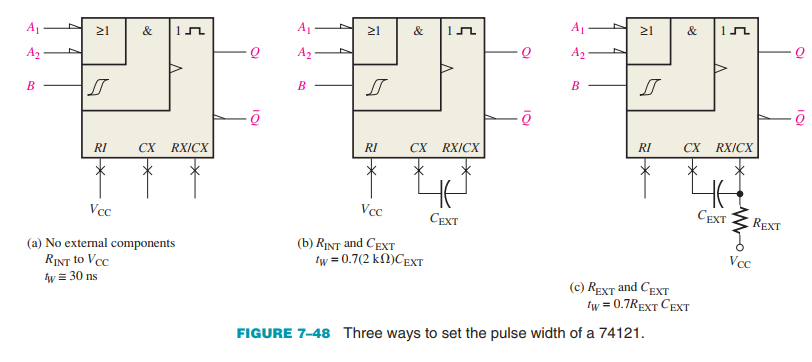 A1 ≥1 & 1 Q
A2
B Q̄
RI CX RX/CX
VCC
(a) No external components
RINT to VCC
tW ≅ 30 ns
A1 ≥1 & 1 Q
A2
B Q̄
RI CX RX/CX
VCC CEXT
(b) RINT and CEXT
tW = 0.7(2 kΩ)CEXT
A1 ≥1 & 1 Q
A2
B Q̄
RI CX RX/CX
CEXT REXT
VCC
(c) REXT and CEXT
tW = 0.7REXT CEXT
FIGURE 7–48 Three ways to set the pulse width of a 74121.